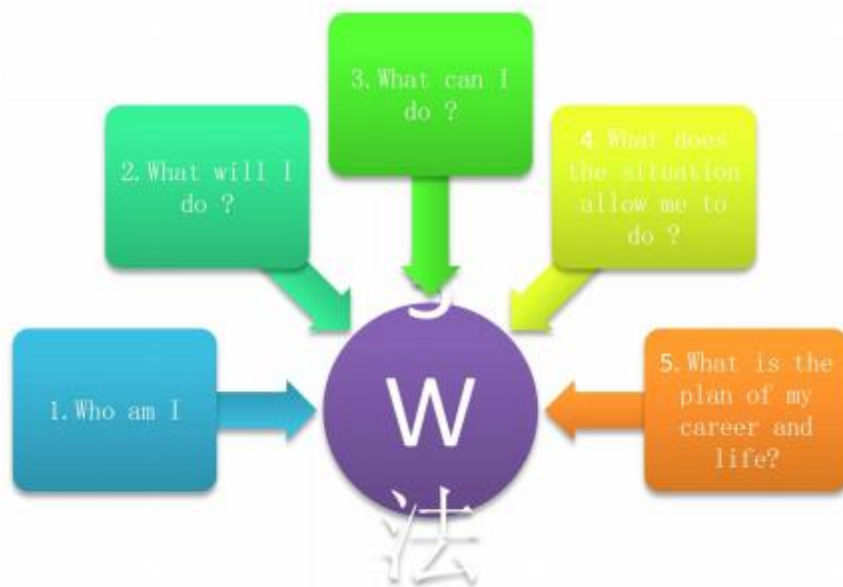 1.Who am I
2.What will I
do ?
3.What can I
do ?
4.What does
the situation
allow me to
do ?
5.What is the
plan of my
career and
life?
W
法